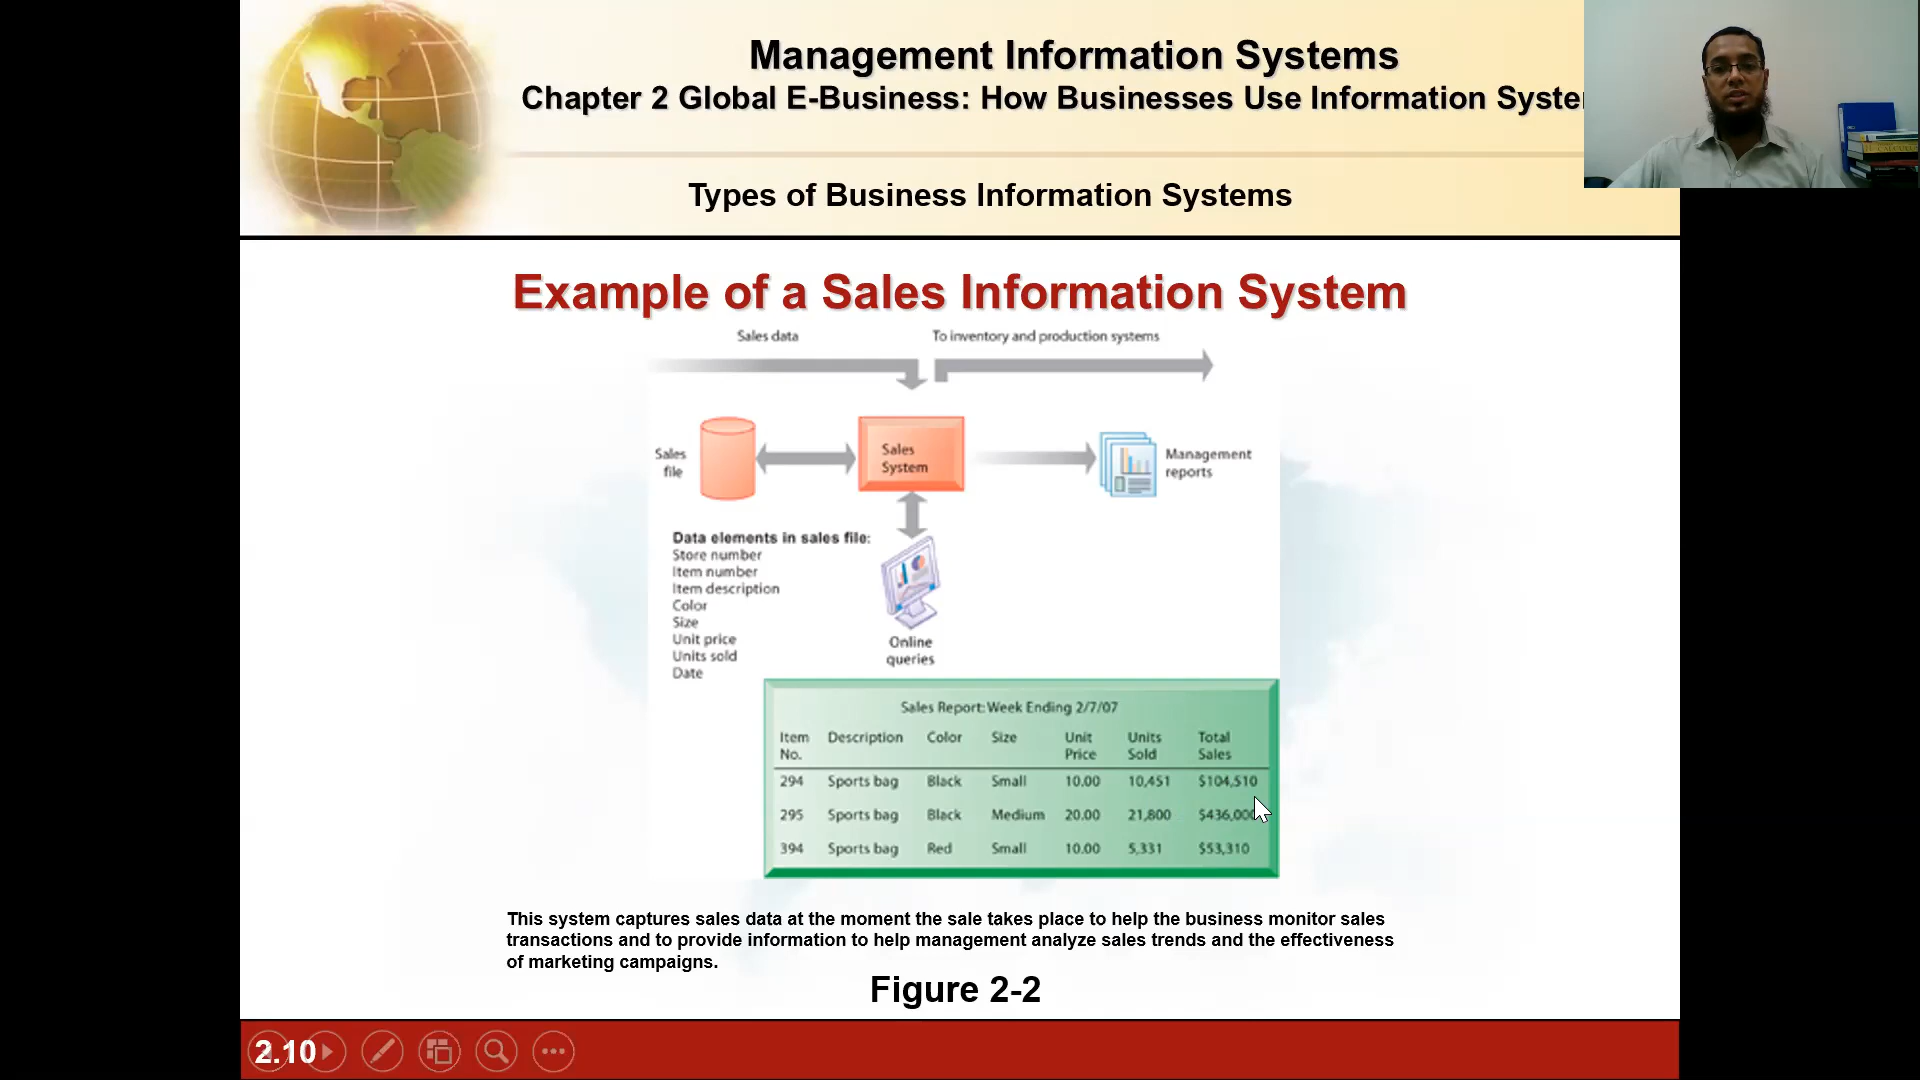 Management Information Systems
Chapter 2 Global E-Business: How Businesses Use Information Syste
Types of Business Information Systems
Example of a Sales Information System
Sales data
To inventory and production systems
Sales
file
Sales
System
Management
reports
Data elements in sales file:
Store number
Item number
Item description
Color
Size
Unit price
Units sold
Date
Online
queries
Sales Report: Week Ending 2/7/07
Item No. Description Color Size Unit Price Units Sold Total Sales
294 Sports bag Black Small 10.00 10,451 $104,510
295 Sports bag Black Medium 20.00 21,800 $436,000
394 Sports bag Red Small 10.00 5,331 $53,310
This system captures sales data at the moment the sale takes place to help the business monitor sales
transactions and to provide information to help management analyze sales trends and the effectiveness
of marketing campaigns.
Figure 2-2
2.10